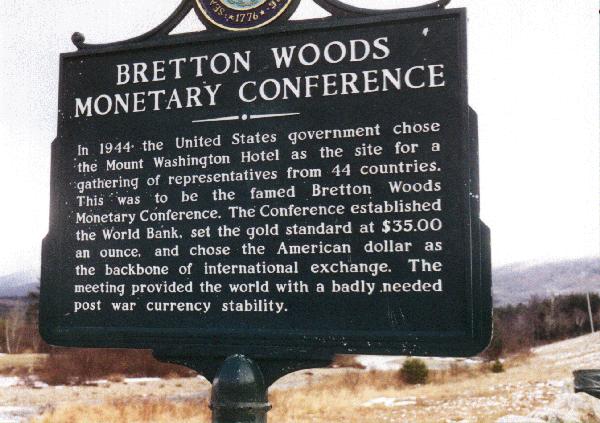 1776
BRETTON WOODS
MONETARY CONFERENCE
In 1944 the United States government chose
the Mount Washington Hotel as the site for a
gathering of representatives from 44 countries.
This was to be the famed Bretton Woods
Monetary Conference. The Conference established
the World Bank, set the gold standard at $35.00
an ounce, and chose the American dollar as
the backbone of international exchange. The
meeting provided the world with a badly needed
post war currency stability.